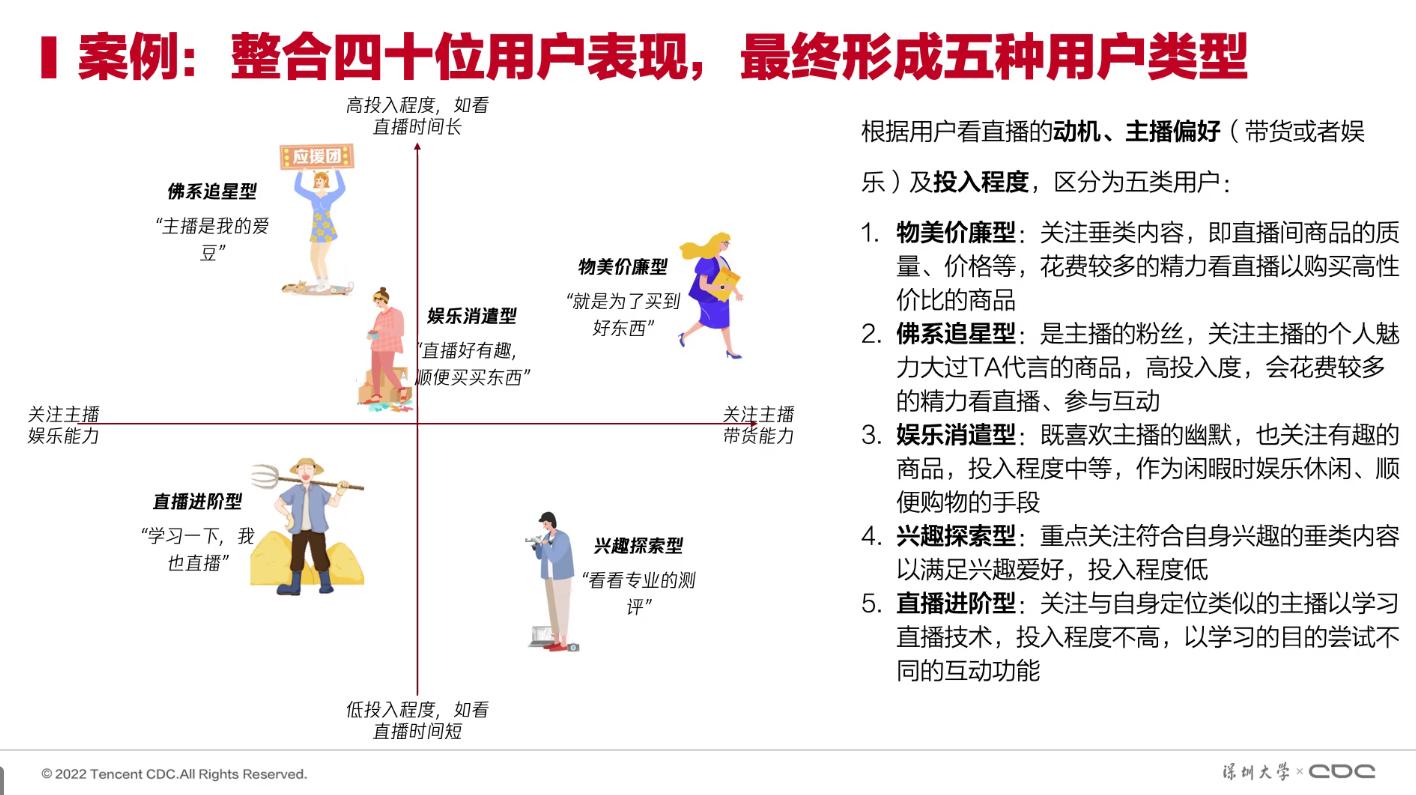 案例：整合四十位用户表现，最终形成五种用户类型
高投入程度，如看
直播时间长
应援团
佛系追星型
“主播是我的爱
豆”
物美价廉型
“就是为了买到
好东西”
娱乐消遣型
“直播好有趣，
顺便买买东西”
关注主播
娱乐能力
关注主播
带货能力
直播进阶型
“学习一下，我
也直播”
兴趣探索型
“看看专业的测
评”
低投入程度，如看
直播时间短
根据用户看直播的动机、主播偏好（带货或者娱
乐）及投入程度，区分为五类用户：
1. 物美价廉型：关注垂类内容，即直播间商品的质
量、价格等，花费较多的精力看直播以购买高性
价比的商品
2. 佛系追星型：是主播的粉丝，关注主播的个人魅
力大过TA代言的商品，高投入度，会花费较多
的精力看直播、参与互动
3. 娱乐消遣型：既喜欢主播的幽默，也关注有趣的
商品，投入程度中等，作为闲暇时娱乐休闲、顺
便购物的手段
4. 兴趣探索型：重点关注符合自身兴趣的垂类内容
以满足兴趣爱好，投入程度低
5. 直播进阶型：关注与自身定位类似的主播以学习
直播技术，投入程度不高，以学习的目的尝试不
同的互动功能
© 2022 Tencent CDC.All Rights Reserved.
深圳大学 × CDC